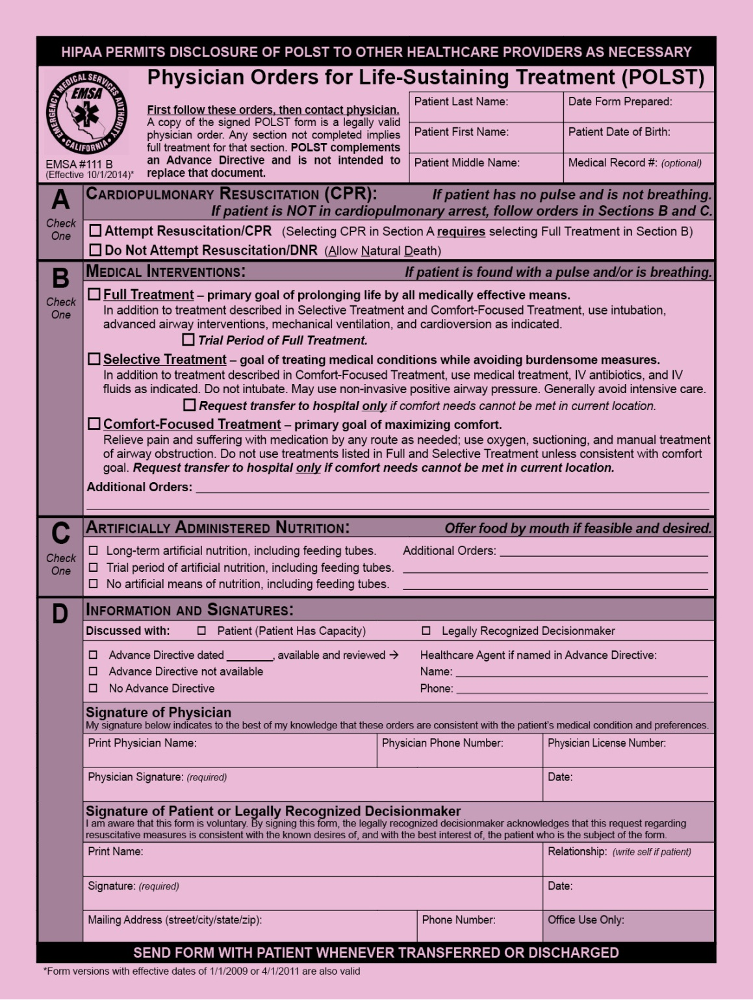 HIPAA PERMITS DISCLOSURE OF POLST TO OTHER HEALTHCARE PROVIDERS AS NECESSARY
EMERGENCY MEDICAL SERVICES AUTHORITY
EMSA
CALIFORNIA
EMSA #111 B
(Effective 10/1/2014)*
Physician Orders for Life-Sustaining Treatment (POLST)
First follow these orders, then contact physician.
A copy of the signed POLST form is a legally valid
physician order. Any section not completed implies
full treatment for that section. POLST complements
an Advance Directive and is not intended to
replace that document.
Patient Last Name:
Date Form Prepared:
Patient First Name:
Patient Date of Birth:
Patient Middle Name:
Medical Record #: (optional)
A
Check
One
CARDIOPULMONARY RESUSCITATION (CPR): If patient has no pulse and is not breathing.
If patient is NOT in cardiopulmonary arrest, follow orders in Sections B and C.
Attempt Resuscitation/CPR (Selecting CPR in Section A requires selecting Full Treatment in Section B)
Do Not Attempt Resuscitation/DNR (Allow Natural Death)
B
Check
One
MEDICAL INTERVENTIONS: If patient is found with a pulse and/or is breathing.
Full Treatment – primary goal of prolonging life by all medically effective means.
In addition to treatment described in Selective Treatment and Comfort-Focused Treatment, use intubation,
advanced airway interventions, mechanical ventilation, and cardioversion as indicated.
Trial Period of Full Treatment.
Selective Treatment – goal of treating medical conditions while avoiding burdensome measures.
In addition to treatment described in Comfort-Focused Treatment, use medical treatment, IV antibiotics, and IV
fluids as indicated. Do not intubate. May use non-invasive positive airway pressure. Generally avoid intensive care.
Request transfer to hospital only if comfort needs cannot be met in current location.
Comfort-Focused Treatment – primary goal of maximizing comfort.
Relieve pain and suffering with medication by any route as needed; use oxygen, suctioning, and manual treatment
of airway obstruction. Do not use treatments listed in Full and Selective Treatment unless consistent with comfort
goal. Request transfer to hospital only if comfort needs cannot be met in current location.
Additional Orders:
C
Check
One
ARTIFICIALLY ADMINISTERED NUTRITION: Offer food by mouth if feasible and desired.
Long-term artificial nutrition, including feeding tubes. Additional Orders:
Trial period of artificial nutrition, including feeding tubes.
No artificial means of nutrition, including feeding tubes.
D
INFORMATION AND SIGNATURES:
Discussed with: Patient (Patient Has Capacity) Legally Recognized Decisionmaker
Advance Directive dated ________, available and reviewed → Healthcare Agent if named in Advance Directive:
Advance Directive not available Name:
No Advance Directive Phone:
Signature of Physician
My signature below indicates to the best of my knowledge that these orders are consistent with the patient's medical condition and preferences.
Print Physician Name: Physician Phone Number: Physician License Number:
Physician Signature: (required) Date:
Signature of Patient or Legally Recognized Decisionmaker
I am aware that this form is voluntary. By signing this form, the legally recognized decisionmaker acknowledges that this request regarding
resuscitative measures is consistent with the known desires of, and with the best interest of, the patient who is the subject of the form.
Print Name: Relationship: (write self if patient)
Signature: (required) Date:
Mailing Address (street/city/state/zip): Phone Number: Office Use Only:
SEND FORM WITH PATIENT WHENEVER TRANSFERRED OR DISCHARGED
*Form versions with effective dates of 1/1/2009 or 4/1/2011 are also valid